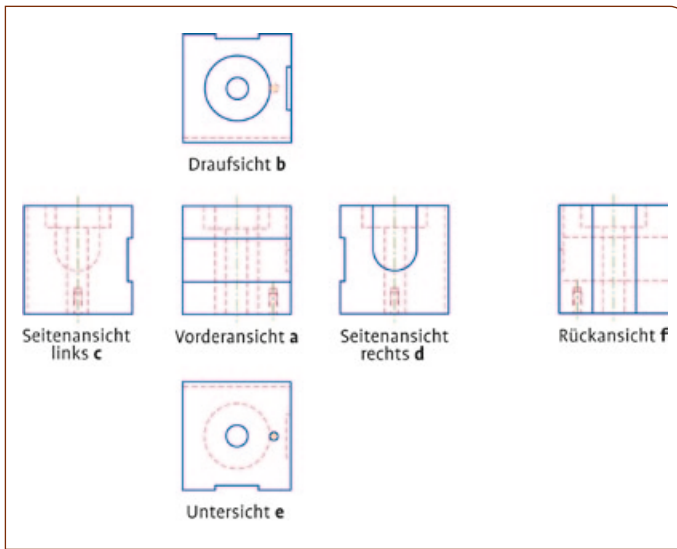 Draufsicht b
Seitenansicht
links c
Vorderansicht a
Seitenansicht
rechts d
Rückansicht f
Untersicht e